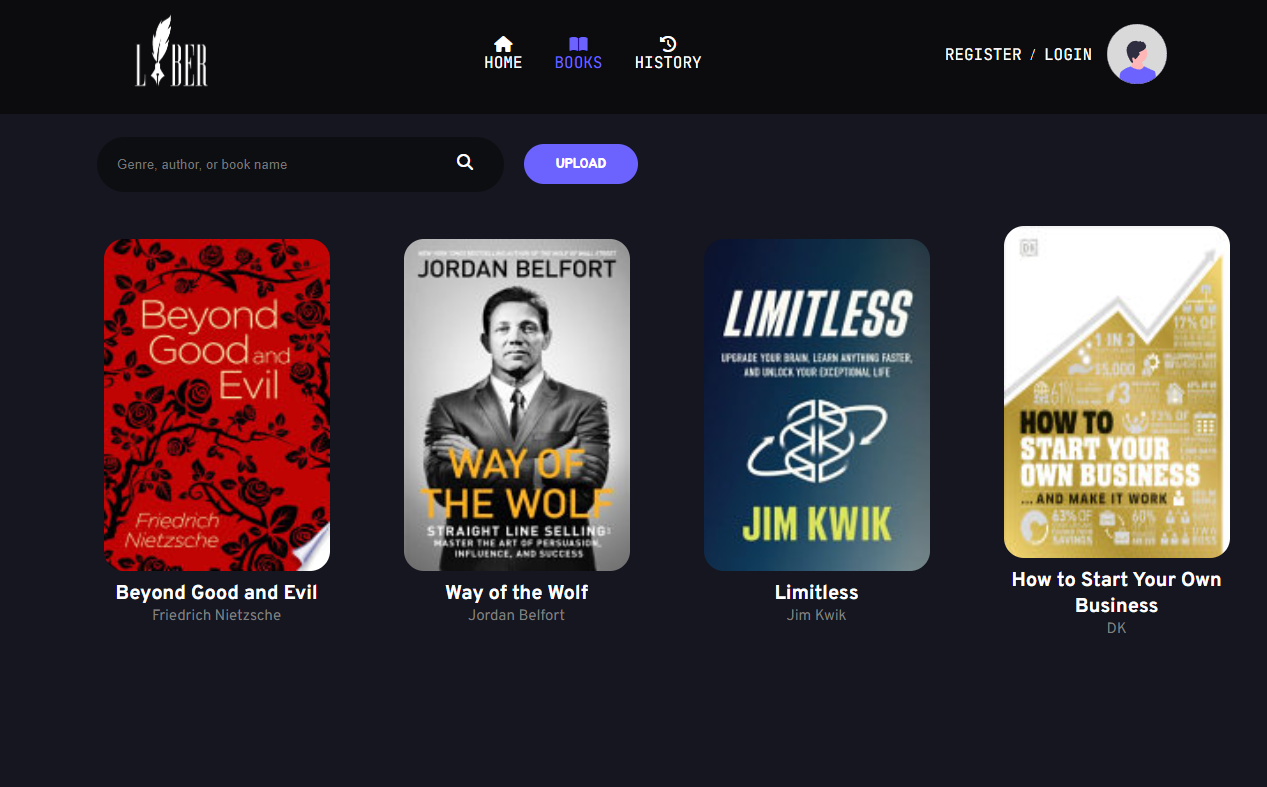 LIBER
HOME
BOOKS
HISTORY
REGISTER / LOGIN
Genre, author, or book name
UPLOAD
Beyond
Good and
Evil
Friedrich
Nietzsche
Beyond Good and Evil
Friedrich Nietzsche
JORDAN BELFORT
WAY OF
THE WOLF
STRAIGHT LINE SELLING:
MASTER THE ART OF PERSUASION,
INFLUENCE, AND SUCCESS
Way of the Wolf
Jordan Belfort
LIMITLESS
UPGRADE YOUR BRAIN, LEARN ANYTHING FASTER,
AND UNLOCK YOUR EXCEPTIONAL LIFE
JIM KWIK
Limitless
Jim Kwik
DK
17% OF
1 IN 3
$5,000
61%
3
73% OF
HOW TO
START YOUR
OWN BUSINESS
... AND MAKE IT WORK
63% OF
60%
SAVINGS
How to Start Your Own
Business
DK